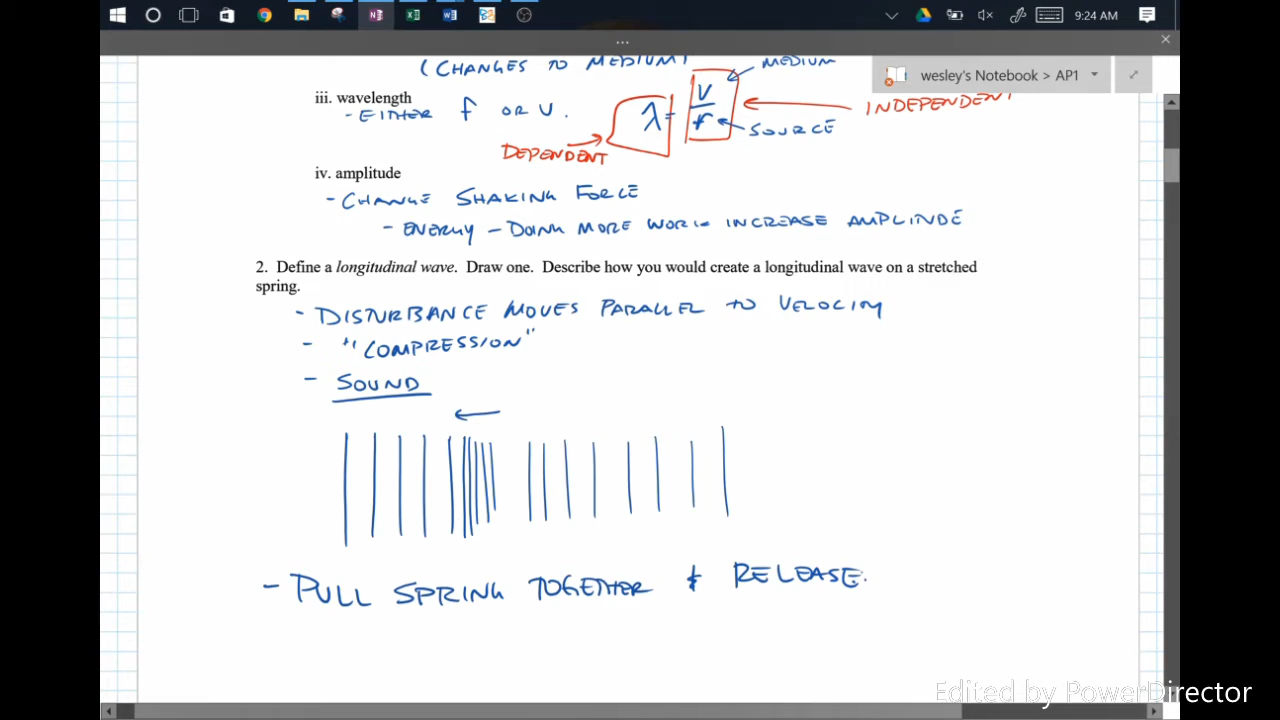 9:24 AM
...
(CHANGES TO MEDIUM)
MEDIUM
wesley's Notebook > AP1
iii. wavelength
- EITHER f OR V.
λ = V/f
INDEPENDENT
SOURCE
DEPENDENT
iv. amplitude
- CHANGE SHAKING FORCE
- ENERGY - DOING MORE WORK INCREASE AMPLINDE
2. Define a longitudinal wave. Draw one. Describe how you would create a longitudinal wave on a stretched
spring.
- DISTURBANCE MOVES PARALLEL TO VELOCITY
- "COMPRESSION"
- SOUND
- PULL SPRING TOGETHER & RELEASE.
Edited by PowerDirector